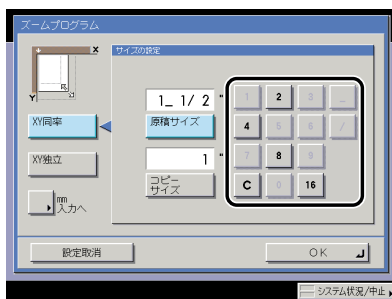 ズームプログラム
X
サイズの設定
Y
1_ 1/ 2 "
1 2 3 _
XY同率
原稿サイズ
4 5 6 /
XY独立
1 "
7 8 9
コピー
サイズ
C 0 16
mm
入力へ
設定取消
OK
システム状況/中止